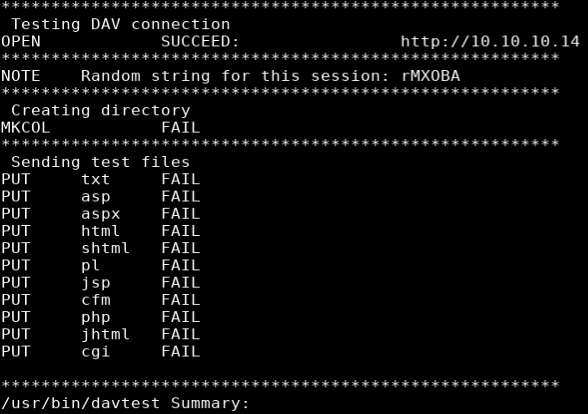 ********************************************************
 Testing DAV connection
OPEN            SUCCEED:                http://10.10.10.14
********************************************************
NOTE    Random string for this session: rMXOBA
********************************************************
 Creating directory
MKCOL           FAIL
********************************************************
 Sending test files
PUT     txt     FAIL
PUT     asp     FAIL
PUT     aspx    FAIL
PUT     html    FAIL
PUT     shtml   FAIL
PUT     pl      FAIL
PUT     jsp     FAIL
PUT     cfm     FAIL
PUT     php     FAIL
PUT     jhtml   FAIL
PUT     cgi     FAIL

********************************************************
/usr/bin/davtest Summary: